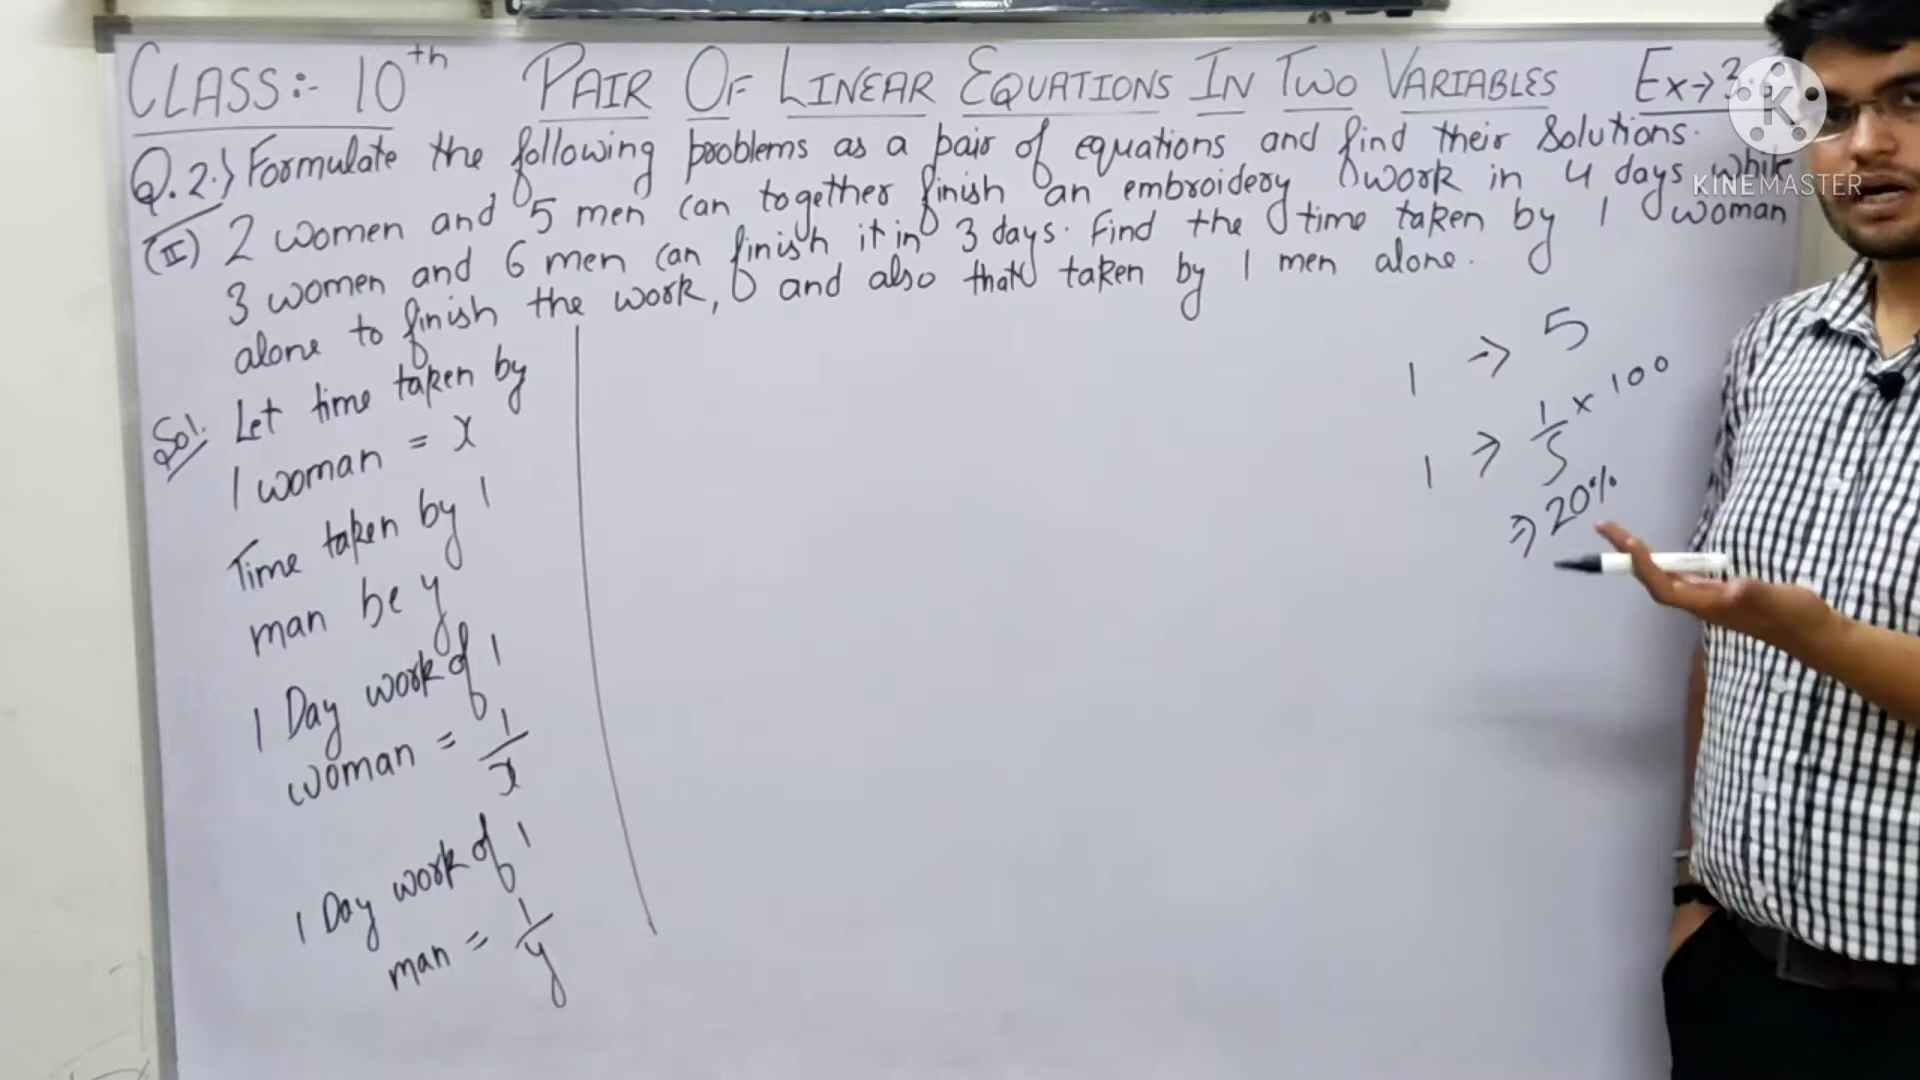 CLASS:- 10th PAIR OF LINEAR EQUATIONS IN TWO VARIABLES Ex→3
Q.2.) Formulate the following problems as a pair of equations and find their solutions.
(II) 2 women and 5 men can together finish an embroidery work in 4 days while
3 women and 6 men can finish it in 3 days. Find the time taken by 1 woman
alone to finish the work, and also that taken by 1 men alone.
Sol. Let time taken by
1 woman = x
Time taken by 1
man be y
1 Day work of 1
woman = 1/x
1 Day work of 1
man = 1/y
1 → 5
1 ⇒ 1/5 × 100
⇒ 20%
K
KINEMASTER